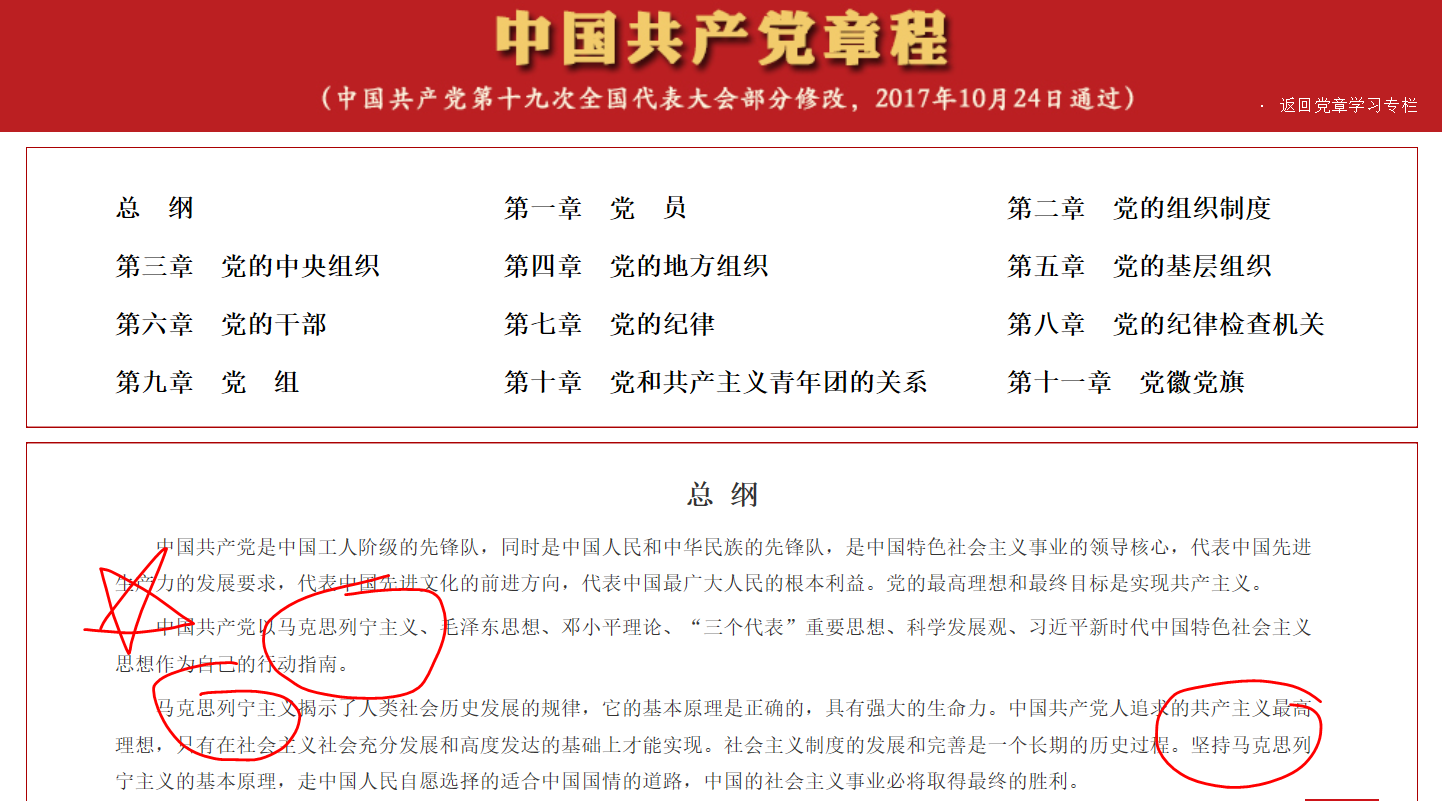 中国共产党章程
（中国共产党第十九次全国代表大会部分修改，2017年10月24日通过）
· 返回党章学习专栏
总　纲　第一章　党　员　第二章　党的组织制度
第三章　党的中央组织　第四章　党的地方组织　第五章　党的基层组织
第六章　党的干部　第七章　党的纪律　第八章　党的纪律检查机关
第九章　党　组　第十章　党和共产主义青年团的关系　第十一章　党徽党旗
总 纲
中国共产党是中国工人阶级的先锋队，同时是中国人民和中华民族的先锋队，是中国特色社会主义事业的领导核心，代表中国先进
生产力的发展要求，代表中国先进文化的前进方向，代表中国最广大人民的根本利益。党的最高理想和最终目标是实现共产主义。
中国共产党以马克思列宁主义、毛泽东思想、邓小平理论、“三个代表”重要思想、科学发展观、习近平新时代中国特色社会主义
思想作为自己的行动指南。
马克思列宁主义揭示了人类社会历史发展的规律，它的基本原理是正确的，具有强大的生命力。中国共产党人追求的共产主义最高
理想，只有在社会主义社会充分发展和高度发达的基础上才能实现。社会主义制度的发展和完善是一个长期的历史过程。坚持马克思列
宁主义的基本原理，走中国人民自愿选择的适合中国国情的道路，中国的社会主义事业必将取得最终的胜利。